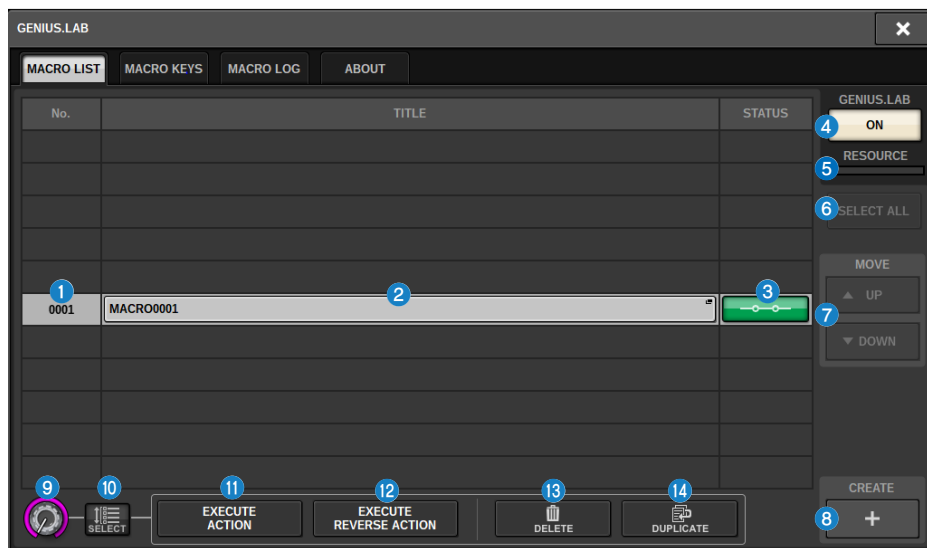 GENIUS.LAB
MACRO LIST MACRO KEYS MACRO LOG ABOUT
No. TITLE STATUS
GENIUS.LAB
4 ON
RESOURCE
5
6 SELECT ALL
MOVE
1 2 3
0001 MACRO0001
UP
7
DOWN
9 10 11 12 13 14
SELECT
EXECUTE
ACTION
EXECUTE
REVERSE ACTION
DELETE
DUPLICATE
CREATE
8 +